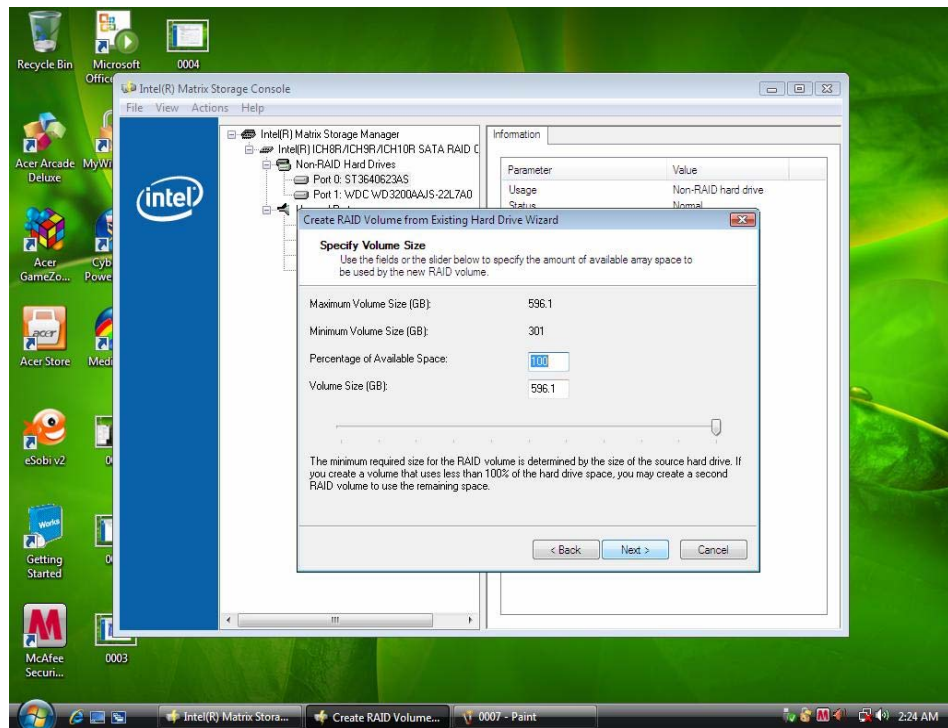 Recycle Bin
Microsoft
Office
0004
Acer Arcade
Deluxe
MyWi
Acer
GameZo...
Cyb
Powe
acer
Acer Store
Medi
eSobi v2
0
Works
Getting
Started
0
McAfee
Securi...
0003
Intel(R) Matrix Storage Console
File View Actions Help
intel
Intel(R) Matrix Storage Manager
Intel(R) ICH8R/ICH9R/ICH10R SATA RAID C
Non-RAID Hard Drives
Port 0: ST3640623AS
Port 1: WDC WD3200AAJS-22L7A0
Information
Parameter Value
Usage Non-RAID hard drive
Status Normal
Create RAID Volume from Existing Hard Drive Wizard
Specify Volume Size
Use the fields or the slider below to specify the amount of available array space to
be used by the new RAID volume.
Maximum Volume Size (GB): 596.1
Minimum Volume Size (GB): 301
Percentage of Available Space: 100
Volume Size (GB): 596.1
The minimum required size for the RAID volume is determined by the size of the source hard drive. If
you create a volume that uses less than 100% of the hard drive space, you may create a second
RAID volume to use the remaining space.
< Back Next > Cancel
Intel(R) Matrix Stora...
Create RAID Volume...
0007 - Paint
2:24 AM